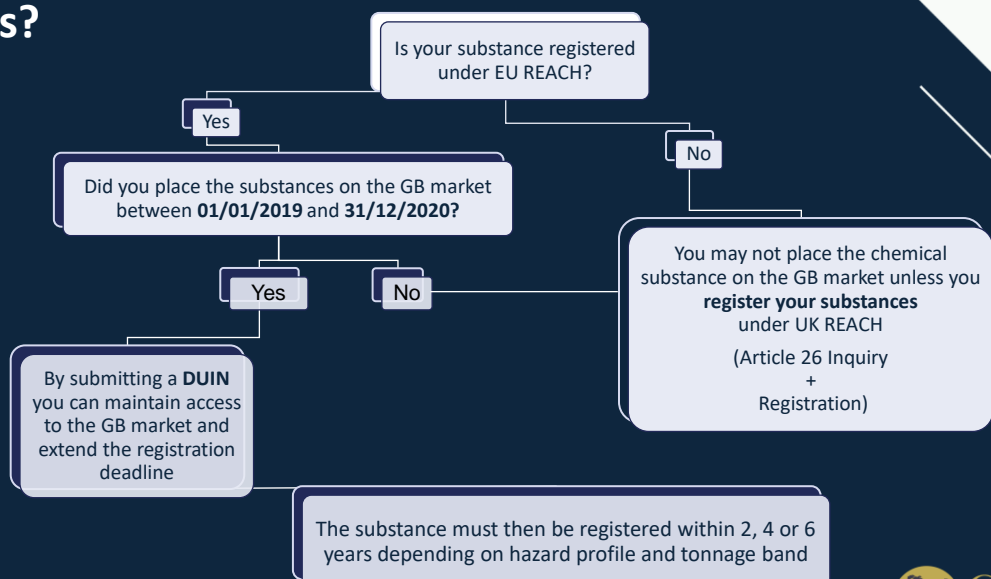 s?
Is your substance registered
under EU REACH?
Yes
No
Did you place the substances on the GB market
between 01/01/2019 and 31/12/2020?
Yes
No
You may not place the chemical
substance on the GB market unless you
register your substances
under UK REACH
(Article 26 Inquiry
+
Registration)
By submitting a DUIN
you can maintain access
to the GB market and
extend the registration
deadline
The substance must then be registered within 2, 4 or 6
years depending on hazard profile and tonnage band